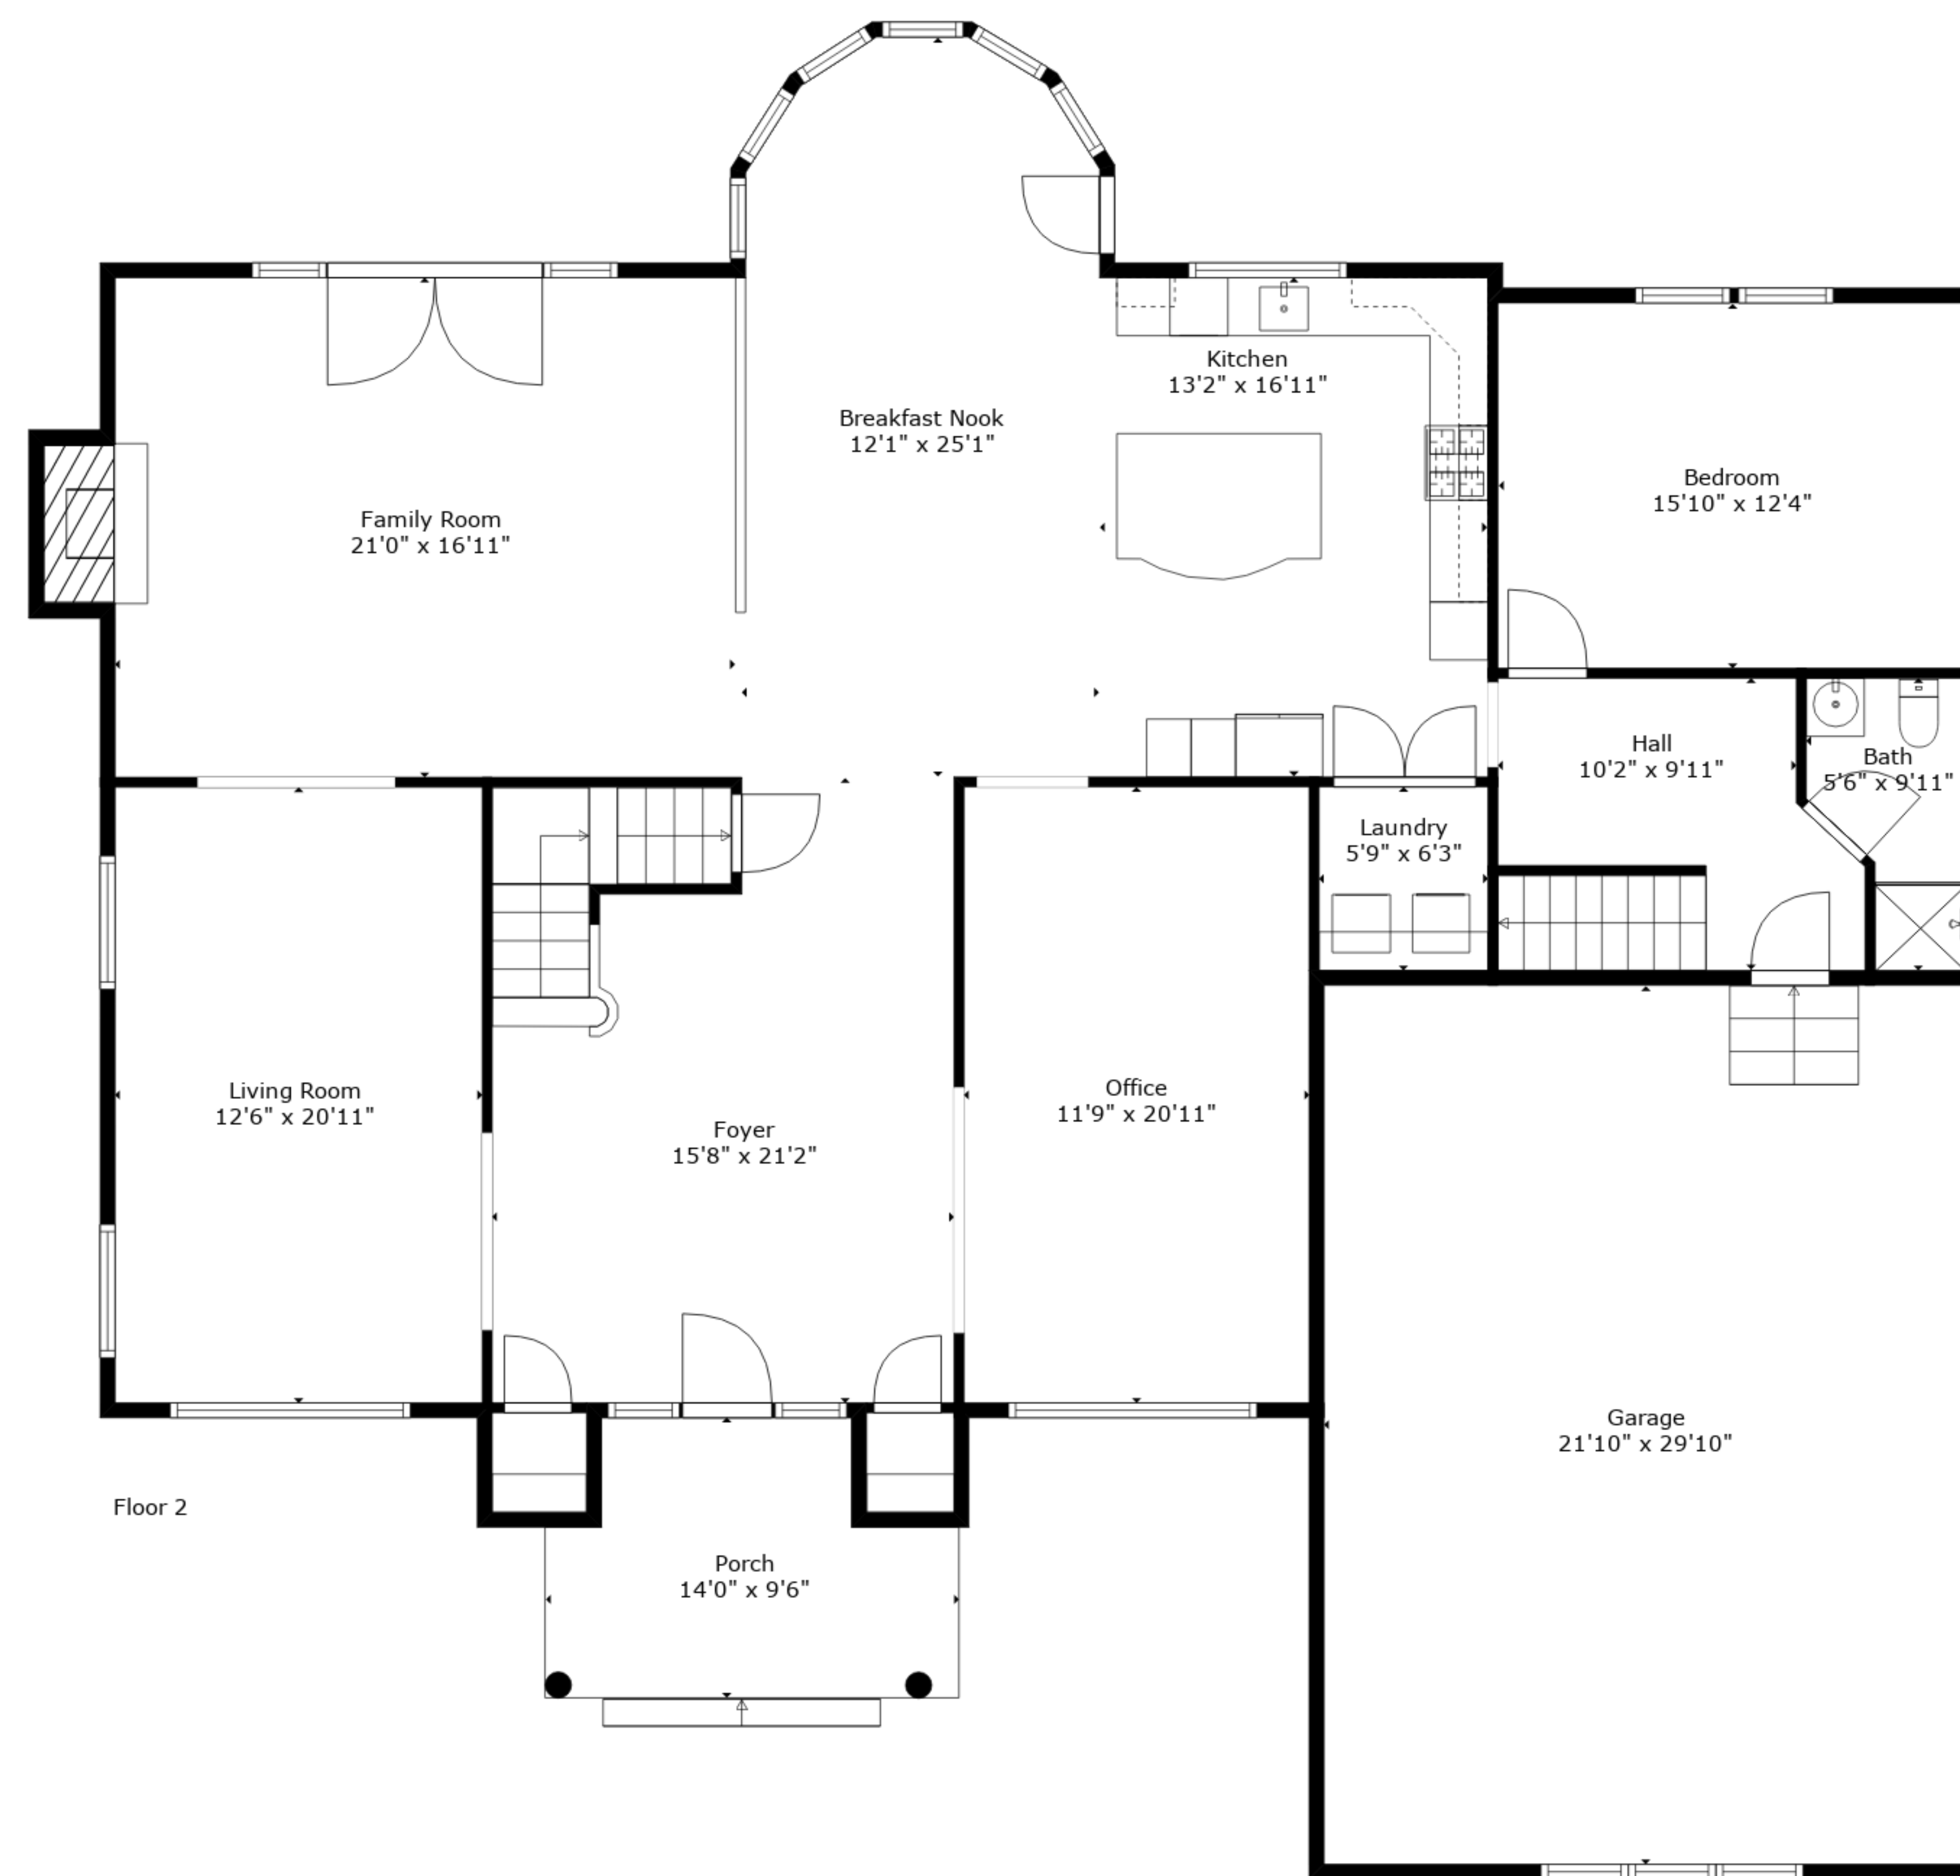 Breakfast Nook
12'1" x 25'1"
Kitchen
13'2" x 16'11"
Family Room
21'0" x 16'11"
Bedroom
15'10" x 12'4"
Hall
10'2" x 9'11"
Bath
5'6" x 9'11"
Laundry
5'9" x 6'3"
Living Room
12'6" x 20'11"
Foyer
15'8" x 21'2"
Office
11'9" x 20'11"
Garage
21'10" x 29'10"
Floor 2
Porch
14'0" x 9'6"